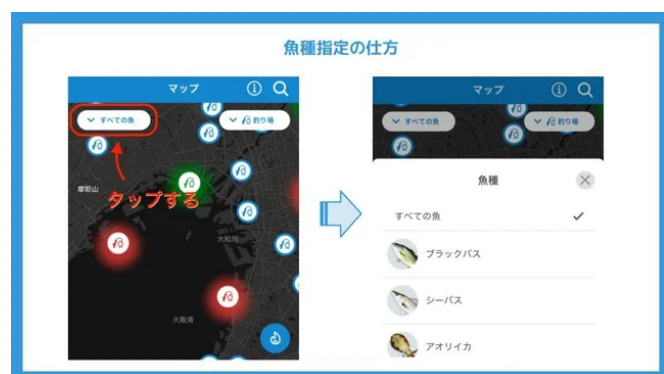 魚種指定の仕方
マップ
すべての魚
釣り場
タップする
摩耶山
大和川
大阪湾
マップ
すべての魚
釣り場
魚種
すべての魚
ブラックバス
シーバス
アオリイカ